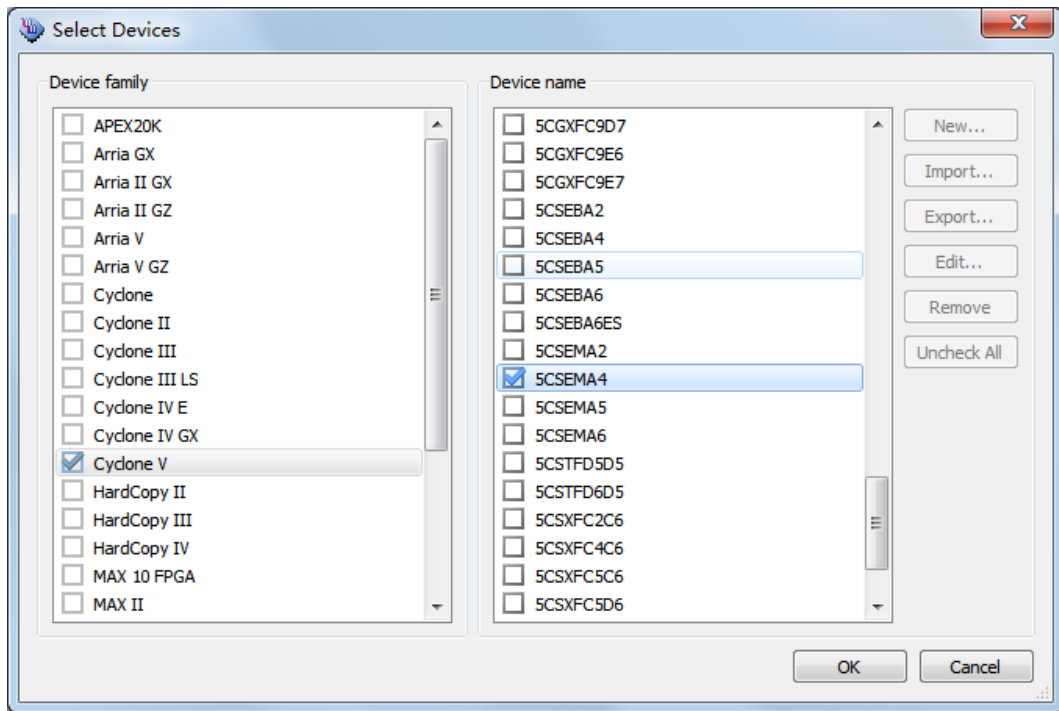 Select Devices
Device family
APEX20K
Arria GX
Arria II GX
Arria II GZ
Arria V
Arria V GZ
Cyclone
Cyclone II
Cyclone III
Cyclone III LS
Cyclone IV E
Cyclone IV GX
Cyclone V
HardCopy II
HardCopy III
HardCopy IV
MAX 10 FPGA
MAX II
Device name
5CGXFC9D7
5CGXFC9E6
5CGXFC9E7
5CSEBA2
5CSEBA4
5CSEBA5
5CSEBA6
5CSEBA6ES
5CSEMA2
5CSEMA4
5CSEMA5
5CSEMA6
5CSTFD5D5
5CSTFD6D5
5CSXFC2C6
5CSXFC4C6
5CSXFC5C6
5CSXFC5D6
New...
Import...
Export...
Edit...
Remove
Uncheck All
OK
Cancel